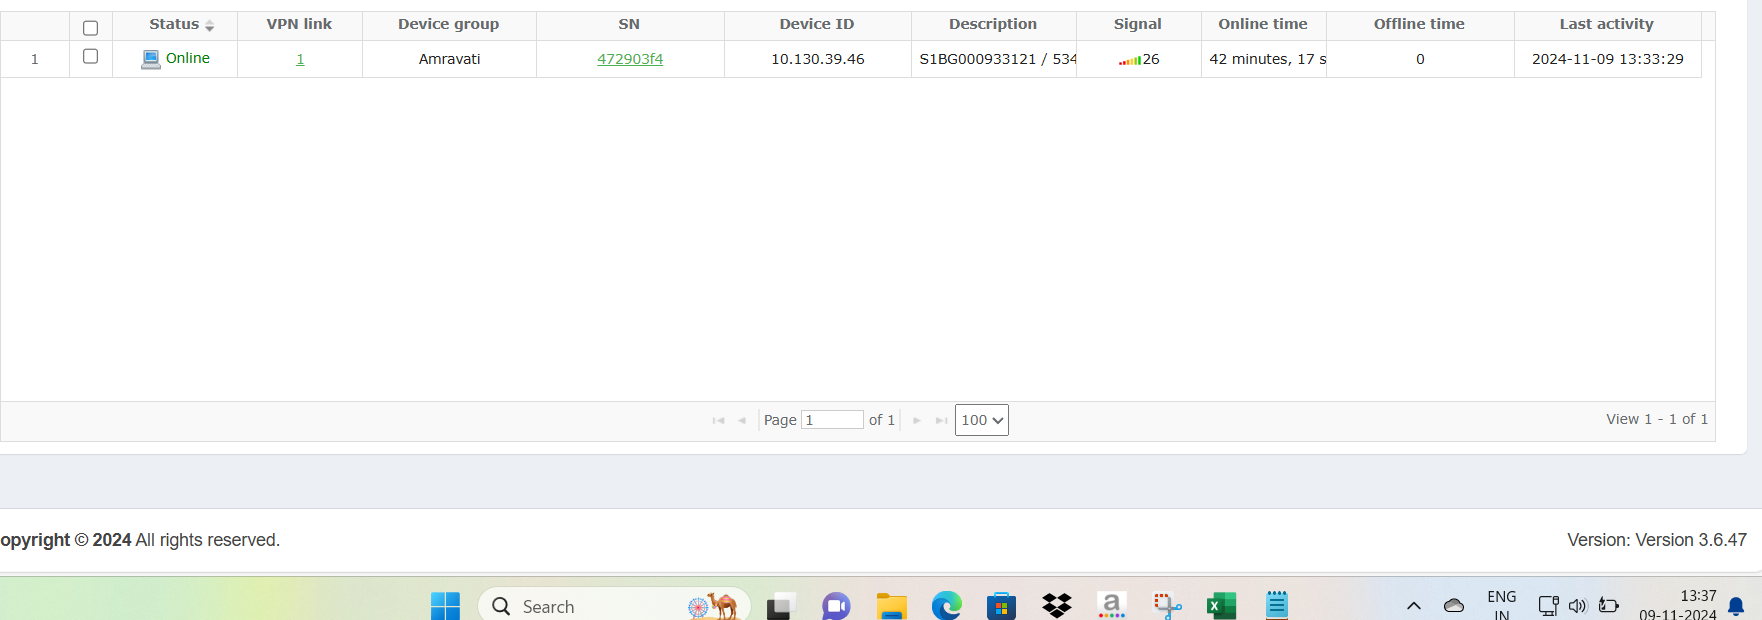 Status VPN link Device group SN Device ID Description Signal Online time Offline time Last activity
1 Online 1 Amravati 472903f4 10.130.39.46 S1BG000933121 / 534 26 42 minutes, 17 s 0 2024-11-09 13:33:29
Page 1 of 1 100 View 1 - 1 of 1
opyright © 2024 All rights reserved. Version: Version 3.6.47
Search a X ENG 13:37
IN 09-11-2024